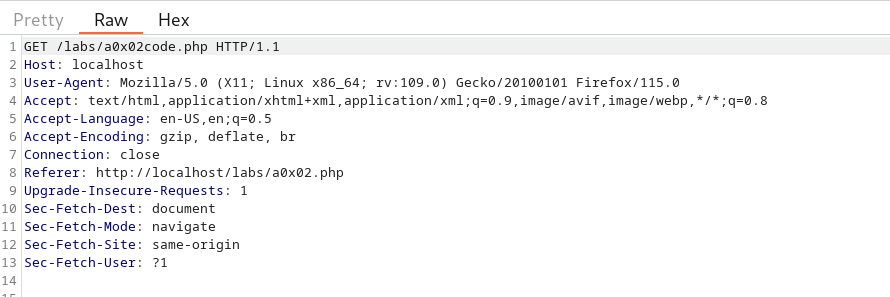 Pretty Raw Hex
1 GET /labs/a0x02code.php HTTP/1.1
2 Host: localhost
3 User-Agent: Mozilla/5.0 (X11; Linux x86_64; rv:109.0) Gecko/20100101 Firefox/115.0
4 Accept: text/html,application/xhtml+xml,application/xml;q=0.9,image/avif,image/webp,*/*;q=0.8
5 Accept-Language: en-US,en;q=0.5
6 Accept-Encoding: gzip, deflate, br
7 Connection: close
8 Referer: http://localhost/labs/a0x02.php
9 Upgrade-Insecure-Requests: 1
10 Sec-Fetch-Dest: document
11 Sec-Fetch-Mode: navigate
12 Sec-Fetch-Site: same-origin
13 Sec-Fetch-User: ?1
14